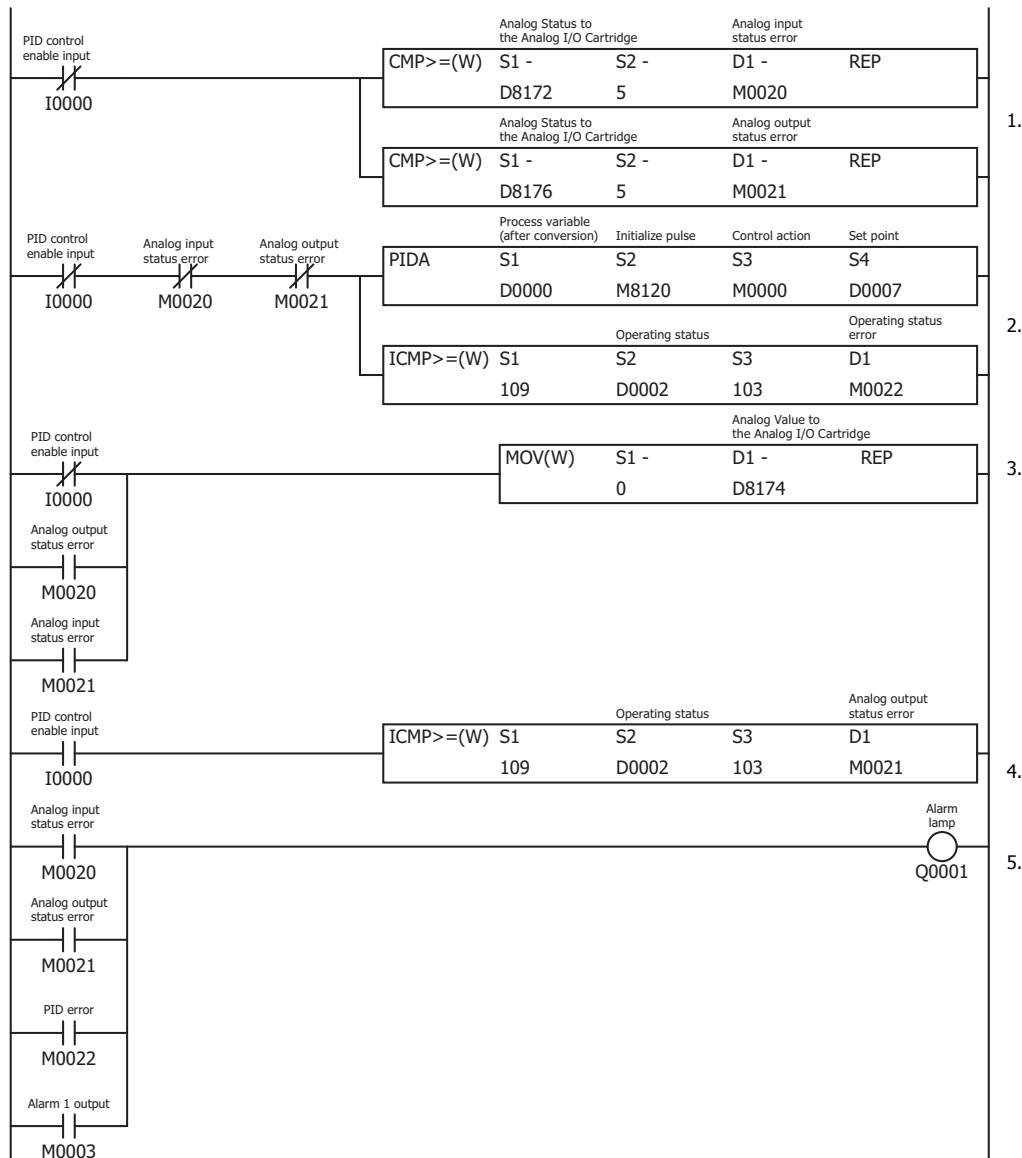 Analog Status to
the Analog I/O Cartridge
Analog input
status error
PID control
enable input
CMP>=(W) S1 - S2 - D1 - REP
D8172 5 M0020
I0000
1.
Analog Status to
the Analog I/O Cartridge
Analog output
status error
CMP>=(W) S1 - S2 - D1 - REP
D8176 5 M0021
Process variable
(after conversion) Initialize pulse Control action Set point
PID control
enable input
Analog input
status error
Analog output
status error
PIDA S1 S2 S3 S4
D0000 M8120 M0000 D0007
I0000 M0020 M0021
2.
Operating status
Operating status
error
ICMP>=(W) S1 S2 S3 D1
109 D0002 103 M0022
Analog Value to
the Analog I/O Cartridge
PID control
enable input
MOV(W) S1 - D1 - REP
0 D8174
3.
I0000
Analog output
status error
M0020
Analog input
status error
M0021
PID control
enable input
Operating status
Analog output
status error
ICMP>=(W) S1 S2 S3 D1
109 D0002 103 M0021
I0000
4.
Analog input
status error
Alarm
lamp
M0020
Q0001
5.
Analog output
status error
M0021
PID error
M0022
Alarm 1 output
M0003